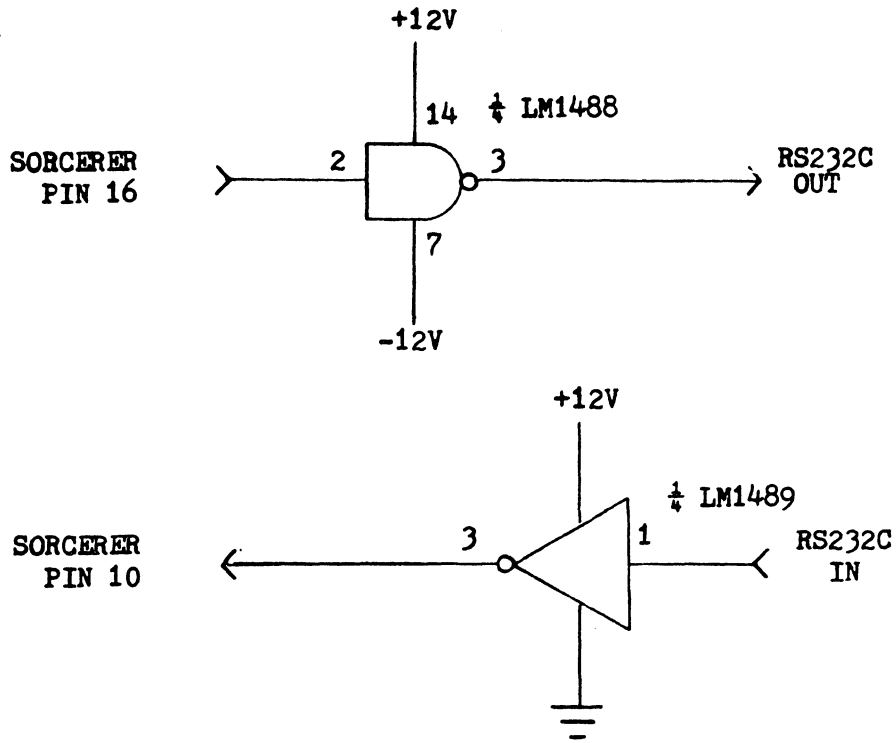 +12V
14 ¼ LM1488
SORCERER
PIN 16
2
3
RS232C
OUT
7
-12V
+12V
¼ LM1489
SORCERER
PIN 10
3
1
RS232C
IN